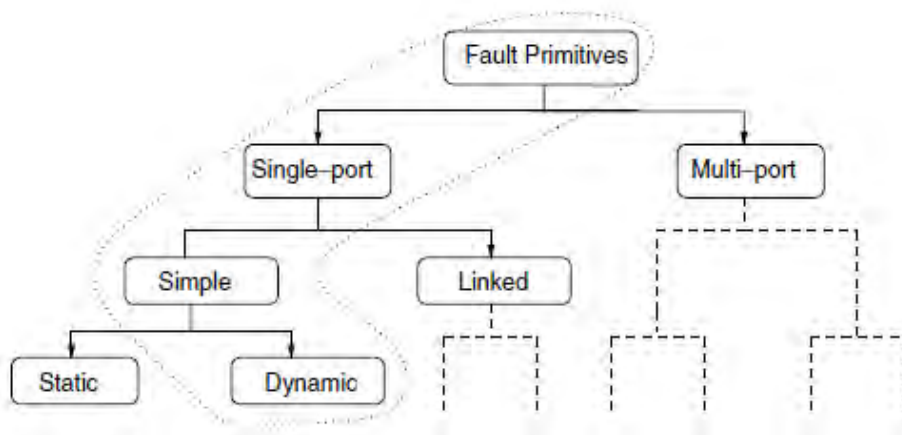 Fault Primitives
Single-port
Multi-port
Simple
Linked
Static
Dynamic